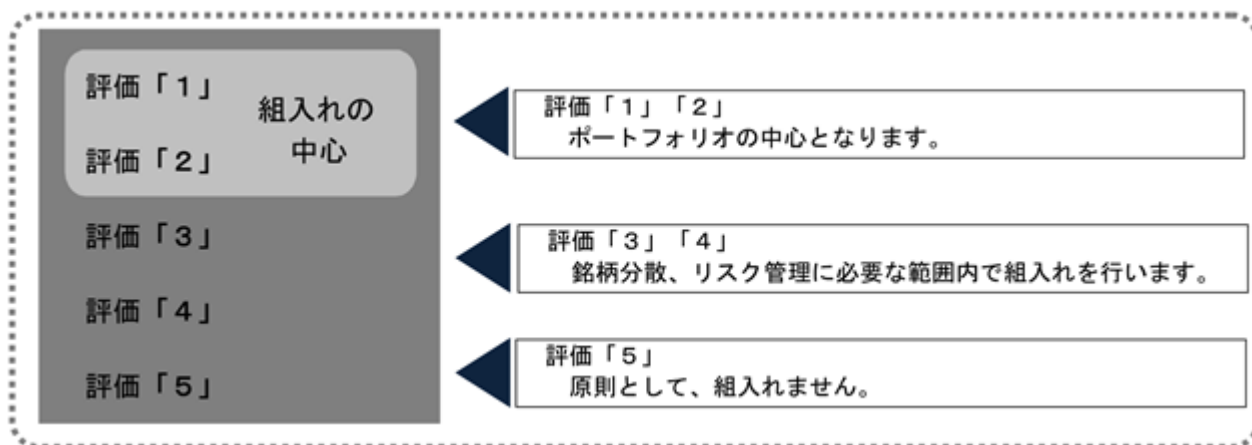 評価「１」
組入れの
中心
評価「２」
評価「３」
評価「４」
評価「５」
評価「１」「２」
ポートフォリオの中心となります。
評価「３」「４」
銘柄分散、リスク管理に必要な範囲内で組入れを行います。
評価「５」
原則として、組入れません。